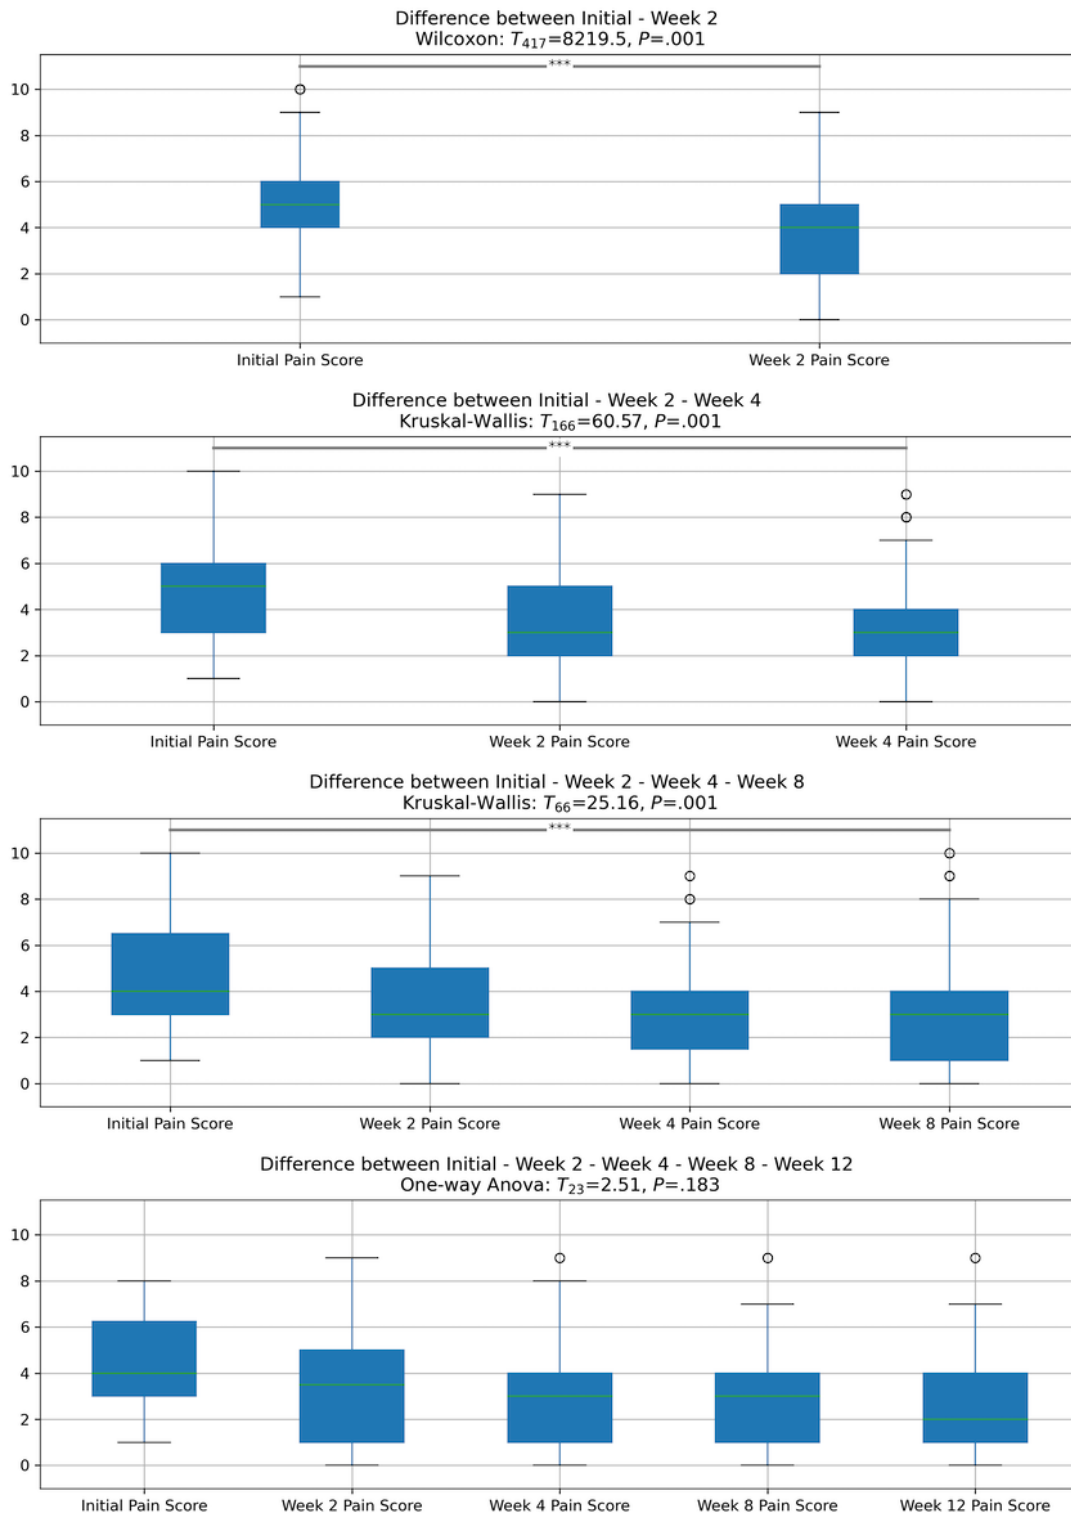 Difference between Initial - Week 2
Wilcoxon: T₄₁₇=8219.5, P=.001
***
10
8
6
4
2
0
Initial Pain Score Week 2 Pain Score
Difference between Initial - Week 2 - Week 4
Kruskal-Wallis: T₁₆₆=60.57, P=.001
***
10
8
6
4
2
0
Initial Pain Score Week 2 Pain Score Week 4 Pain Score
Difference between Initial - Week 2 - Week 4 - Week 8
Kruskal-Wallis: T₆₆=25.16, P=.001
***
10
8
6
4
2
0
Initial Pain Score Week 2 Pain Score Week 4 Pain Score Week 8 Pain Score
Difference between Initial - Week 2 - Week 4 - Week 8 - Week 12
One-way Anova: T₂₃=2.51, P=.183
10
8
6
4
2
0
Initial Pain Score Week 2 Pain Score Week 4 Pain Score Week 8 Pain Score Week 12 Pain Score